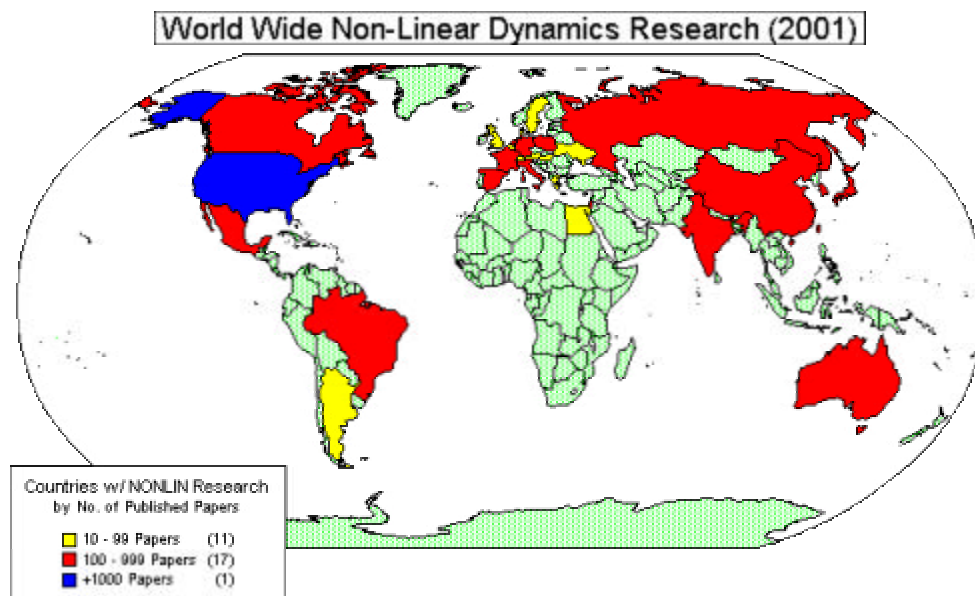 World Wide Non-Linear Dynamics Research (2001)
Countries w/ NONLIN Research
by No. of Published Papers
10 - 99 Papers (11)
100 - 999 Papers (17)
+1000 Papers (1)